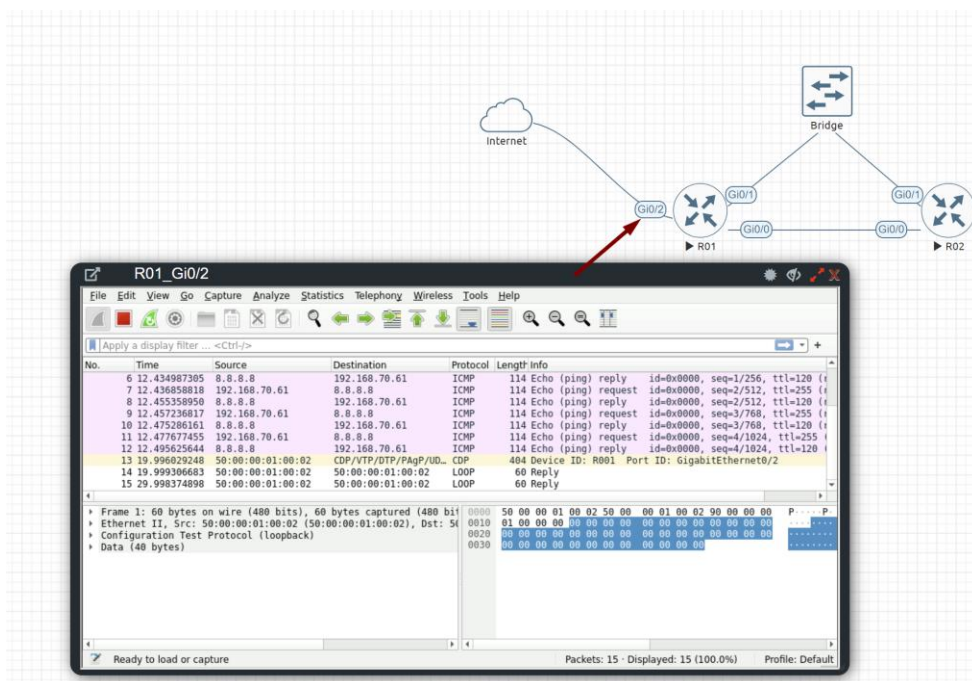 Bridge
Internet
Gi0/2
Gi0/1
Gi0/1
Gi0/0
Gi0/0
R01
R02
R01_Gi0/2
File Edit View Go Capture Analyze Statistics Telephony Wireless Tools Help
Apply a display filter ... <Ctrl-/>
No. Time Source Destination Protocol Length Info
6 12.434987305 8.8.8.8 192.168.70.61 ICMP 114 Echo (ping) reply id=0x0000, seq=1/256, ttl=120 (r
7 12.436858818 192.168.70.61 8.8.8.8 ICMP 114 Echo (ping) request id=0x0000, seq=2/512, ttl=255 (r
8 12.455358950 8.8.8.8 192.168.70.61 ICMP 114 Echo (ping) reply id=0x0000, seq=2/512, ttl=120 (r
9 12.457236817 192.168.70.61 8.8.8.8 ICMP 114 Echo (ping) request id=0x0000, seq=3/768, ttl=255 (r
10 12.475286161 8.8.8.8 192.168.70.61 ICMP 114 Echo (ping) reply id=0x0000, seq=3/768, ttl=120 (r
11 12.477677455 192.168.70.61 8.8.8.8 ICMP 114 Echo (ping) request id=0x0000, seq=4/1024, ttl=255 (
12 12.495625644 8.8.8.8 192.168.70.61 ICMP 114 Echo (ping) reply id=0x0000, seq=4/1024, ttl=120 (
13 19.996029248 50:00:00:01:00:02 CDP/VTP/DTP/PAgP/UD… CDP 404 Device ID: R001 Port ID: GigabitEthernet0/2
14 19.999306683 50:00:00:01:00:02 50:00:00:01:00:02 LOOP 60 Reply
15 29.998374898 50:00:00:01:00:02 50:00:00:01:00:02 LOOP 60 Reply
Frame 1: 60 bytes on wire (480 bits), 60 bytes captured (480 bit
Ethernet II, Src: 50:00:00:01:00:02 (50:00:00:01:00:02), Dst: 50
Configuration Test Protocol (loopback)
Data (40 bytes)
0000 50 00 00 01 00 02 50 00 00 01 00 02 90 00 00 00 P·····P·
0010 01 00 00 00 00 00 00 00 00 00 00 00 00 00 00 00 ········
0020 00 00 00 00 00 00 00 00 00 00 00 00 00 00 00 00 ········
0030 00 00 00 00 00 00 00 00 00 00 00 00 ········
Ready to load or capture Packets: 15 · Displayed: 15 (100.0%) Profile: Default